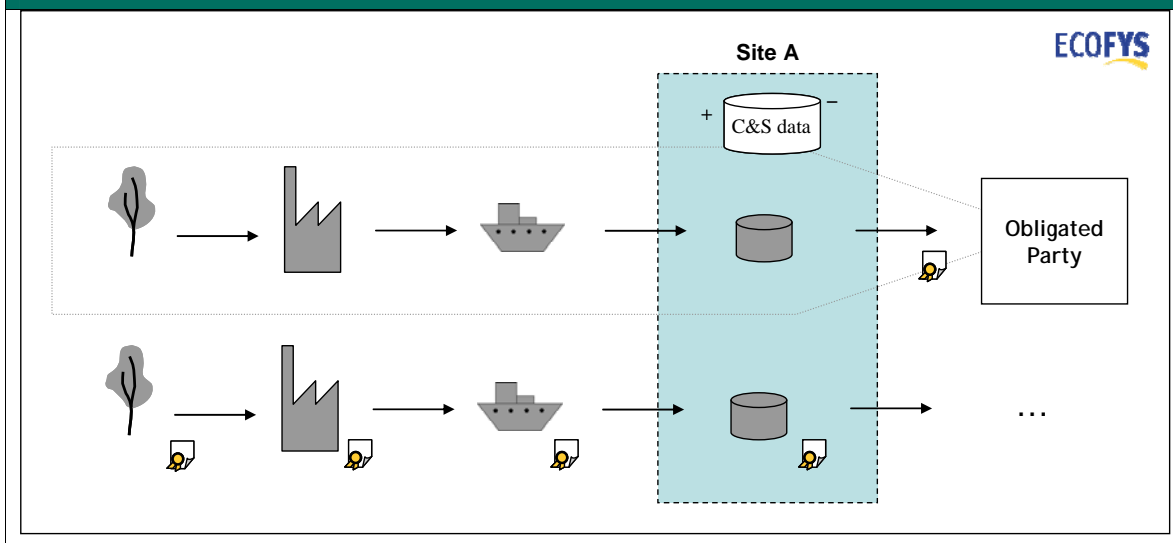 ECOFYS
Site A
+
–
C&S data
Obligated
Party
...